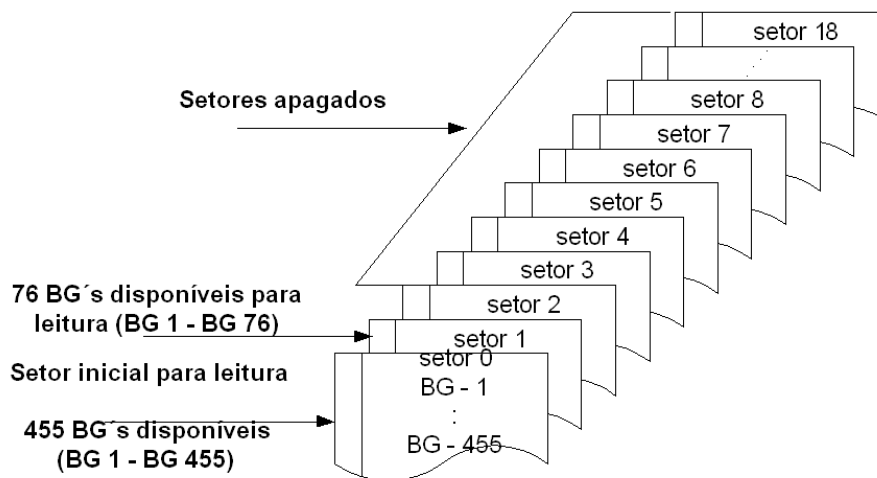 setor 18
Setores apagados
setor 8
setor 7
setor 6
setor 5
setor 4
setor 3
76 BG´s disponíveis para
leitura (BG 1 - BG 76)
setor 2
setor 1
Setor inicial para leitura
setor 0
BG - 1
:
455 BG´s disponíveis
(BG 1 - BG 455)
BG - 455